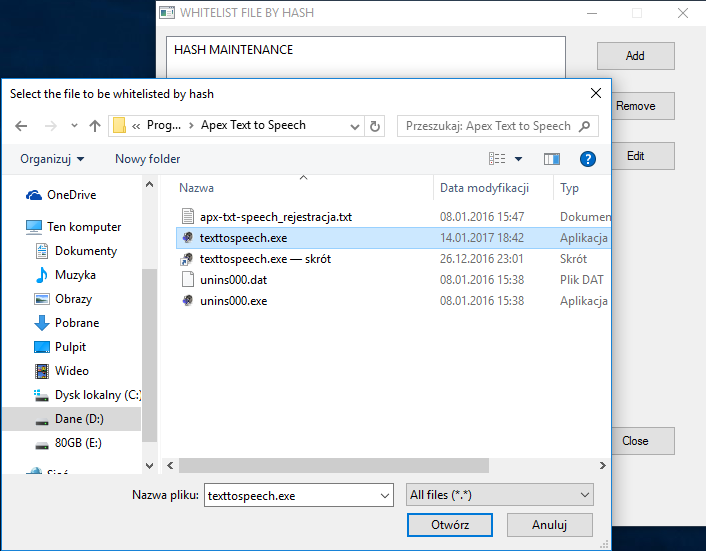 WHITELIST FILE BY HASH
HASH MAINTENANCE
Add
Remove
Edit
Close
Select the file to be whitelisted by hash
« Prog... › Apex Text to Speech
Przeszukaj: Apex Text to Speech
Organizuj
Nowy folder
OneDrive
Ten komputer
Dokumenty
Muzyka
Obrazy
Pobrane
Pulpit
Wideo
Dysk lokalny (C:)
Dane (D:)
80GB (E:)
Nazwa Data modyfikacji Typ
apx-txt-speech_rejestracja.txt 08.01.2016 15:47 Dokumen
texttospeech.exe 14.01.2017 18:42 Aplikacja
texttospeech.exe — skrót 26.12.2016 23:01 Skrót
unins000.dat 08.01.2016 15:38 Plik DAT
unins000.exe 08.01.2016 15:38 Aplikacja
Nazwa pliku: texttospeech.exe
All files (*.*)
Otwórz
Anuluj